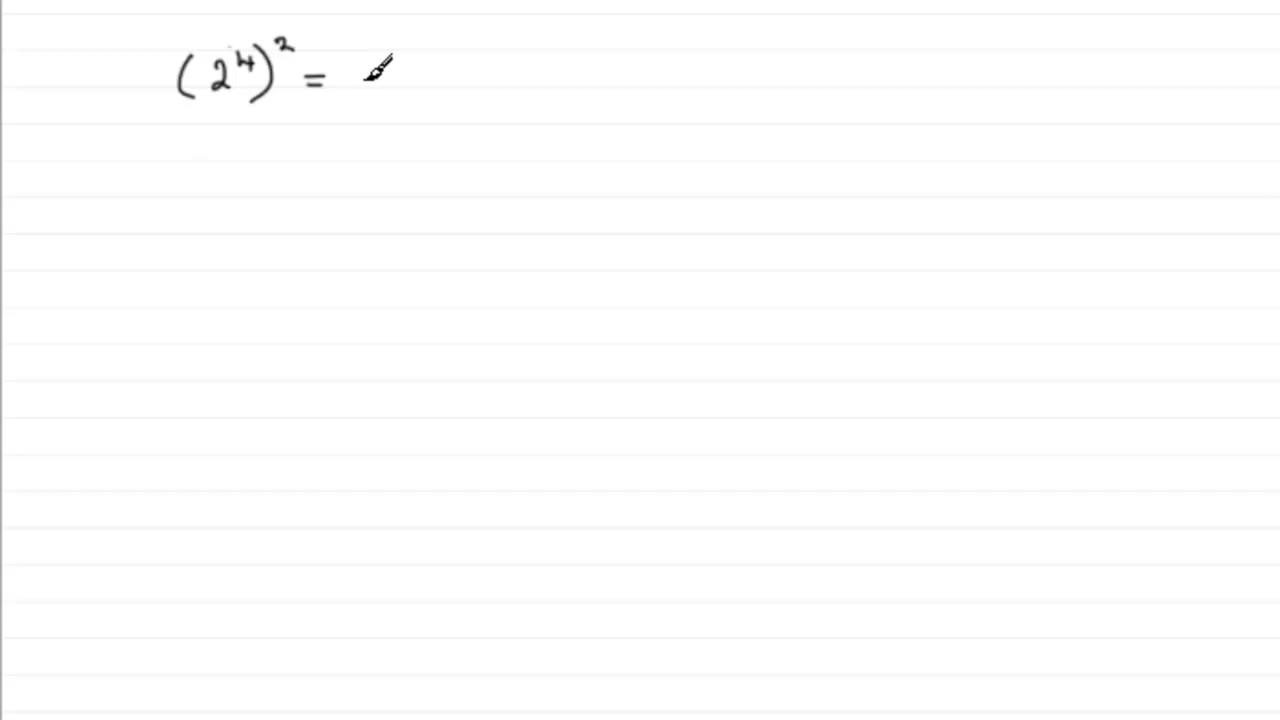 (2⁴)² =